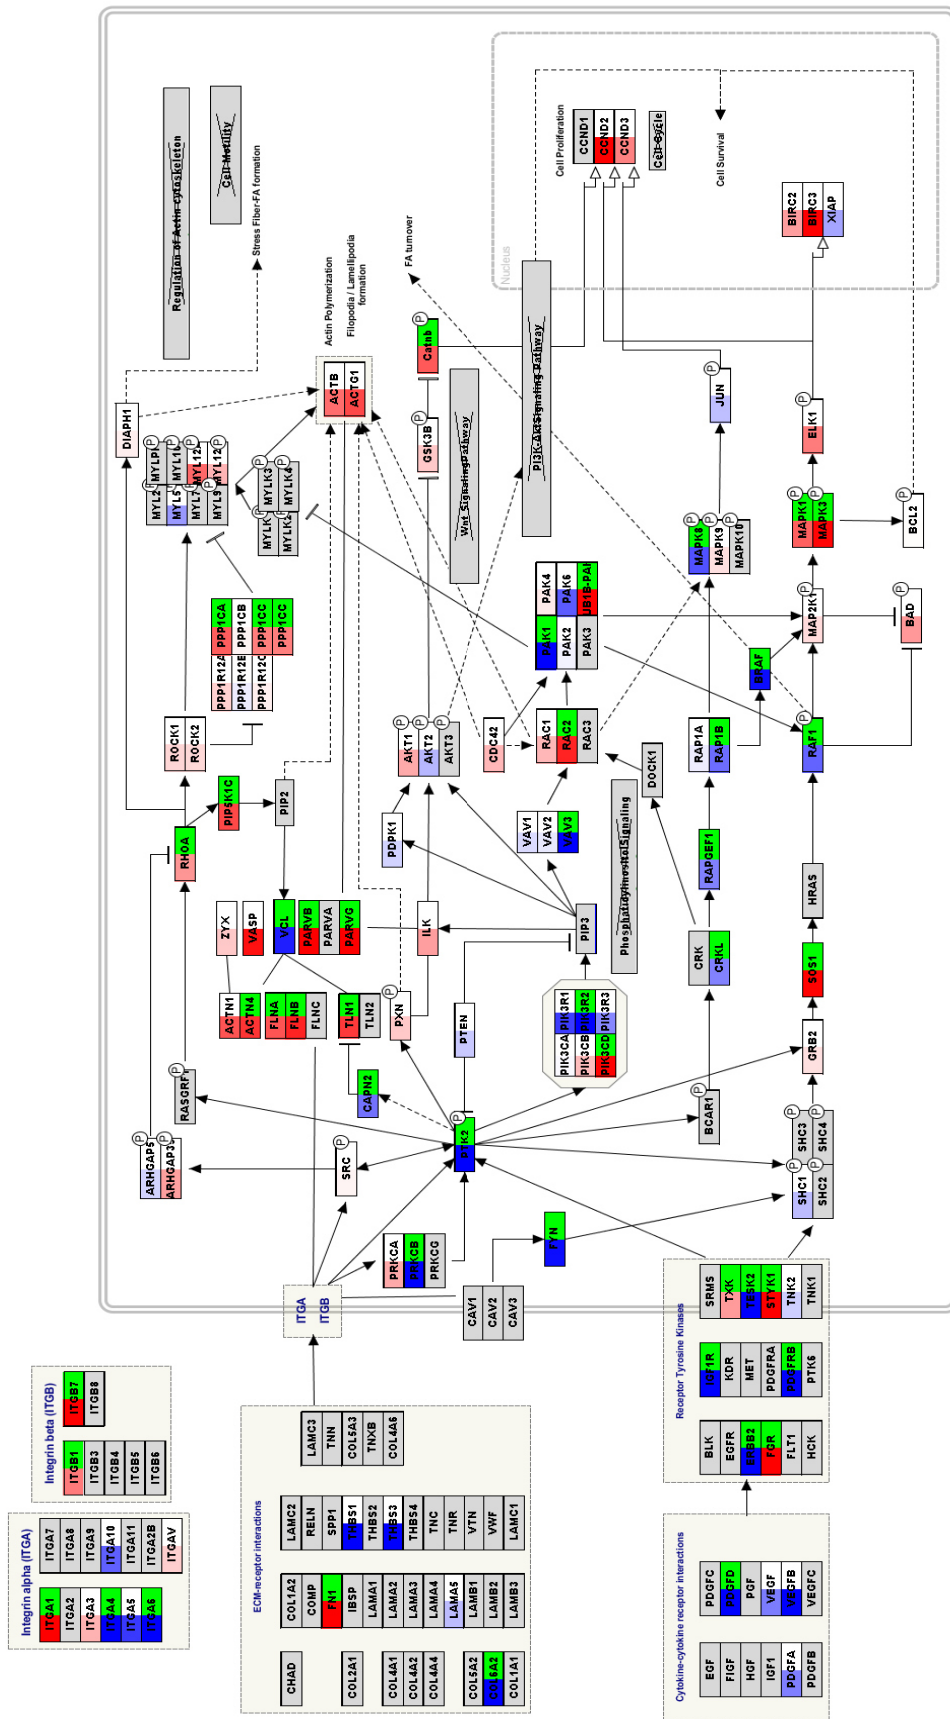 Integrin alpha (ITGA)
ITGA1
ITGA2
ITGA3
ITGA4
ITGA5
ITGA6
ITGA7
ITGA8
ITGA9
ITGA10
ITGA11
ITGA2B
ITGAV
Integrin beta (ITGB)
ITGB1
ITGB3
ITGB4
ITGB5
ITGB6
ITGB7
ITGB8
ECM-receptor interactions
CHAD
COL2A1
COL4A1
COL4A2
COL4A4
COL5A2
COL6A2
COL1A1
COL1A2
COMP
FN1
IBSP
LAMA1
LAMA2
LAMA3
LAMA4
LAMA5
LAMB1
LAMB2
LAMB3
LAMC2
RELN
SPP1
THBS1
THBS2
THBS3
THBS4
TNC
TNR
VTN
VWF
LAMC1
LAMC3
TNN
COL5A3
TNXB
COL4A6
Cytokine-cytokine receptor interactions
EGF
FIGF
HGF
IGF1
PDGFA
PDGFB
PDGFC
PDGFD
PGF
VEGF
VEGFB
VEGFC
Receptor Tyrosine Kinases
BLK
EGFR
ERBB2
FGR
FLT1
HCK
IGF1R
KDR
MET
PDGFRA
PDGFRB
PTK6
SRMS
TXK
TESK2
STYK1
TNK2
TNK1
ITGA
ITGB
CAV1
CAV2
CAV3
PRKCA
PRKCB
PRKCG
FYN
ARHGAP5
P
ARHGAP35
P
SRC
P
PTK2
P
SHC1
P
SHC2
P
SHC3
P
SHC4
P
BCAR1
RASGRF1
CAPN2
ACTN1
ACTN4
FLNA
FLNB
FLNC
TLN1
TLN2
PXN
P
PTEN
PIK3CA
PIK3CB
PIK3CD
PIK3R1
PIK3R2
PIK3R3
GRB2
SOS1
HRAS
CRK
CRKL
ZYX
VASP
VCL
PARVB
PARVA
PARVG
ILK
PIP3
Phosphatidylinositol Signaling
RHOA
PIP5K1C
PIP2
PDPK1
VAV1
VAV2
VAV3
DOCK1
RAPGEF1
ROCK1
ROCK2
AKT1
P
AKT2
P
AKT3
P
CDC42
RAC1
RAC2
RAC3
RAP1A
RAP1B
RAF1
P
BRAF
PPP1R12A
PPP1R12B
PPP1R12C
PPP1CA
PPP1CB
PPP1CC
PPP1CC
PAK1
PAK2
PAK3
PAK4
PAK6
MAP2K1
P
BAD
P
MYL2
MYL5
MYL7
MYL9
MYL10
MYL12
MYLK
MYLK3
MYLK4
DIAPH1
ACTB
ACTG1
GSK3B
P
Catnb
P
Wnt Signaling Pathway
PI3K-Akt Signaling Pathway
MAPK8
P
MAPK9
P
MAPK10
P
MAPK1
P
MAPK3
P
BCL2
P
JUN
P
ELK1
P
Regulation of Actin cytoskeleton
Cell Motility
Stress Fiber-FA formation
Actin Polymerization
Filopodia / Lamellipodia
formation
FA turnover
Nucleus
Cell Proliferation
CCND1
CCND2
CCND3
Cell Cycle
Cell Survival
BIRC2
BIRC3
XIAP